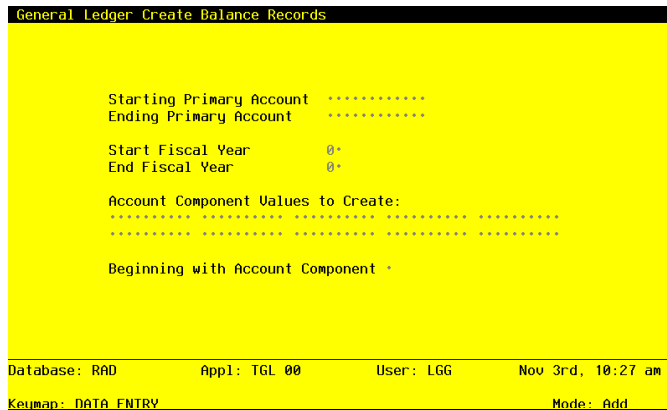 General Ledger Create Balance Records
Starting Primary Account ············
Ending Primary Account ············
Start Fiscal Year 0·
End Fiscal Year 0·
Account Component Values to Create:
·········· ·········· ·········· ·········· ··········
·········· ·········· ·········· ·········· ··········
Beginning with Account Component ·
Database: RAD Appl: TGL 00 User: LGG Nov 3rd, 10:27 am
Keymap: DATA ENTRY Mode: Add